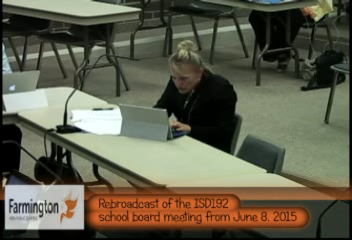 Farmington
Rebroadcast of the ISD192
school board meeting from June 8, 2015